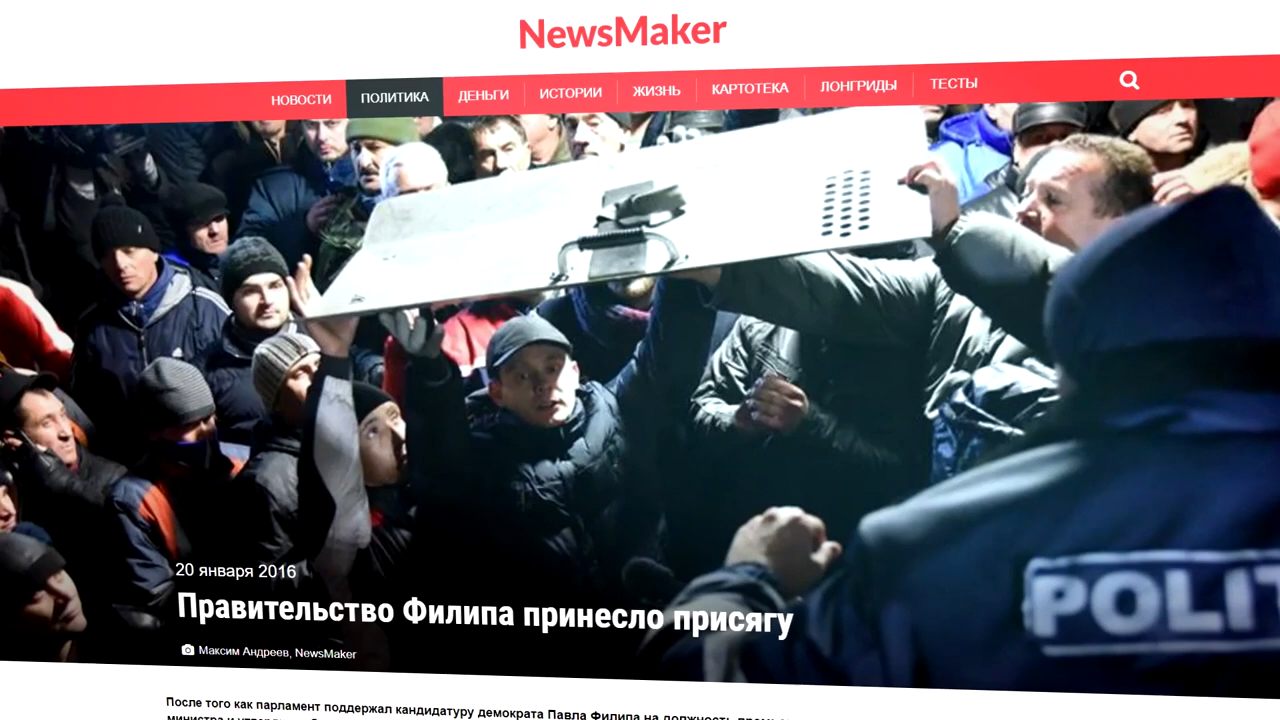 NewsMaker
НОВОСТИ ПОЛИТИКА ДЕНЬГИ ИСТОРИИ ЖИЗНЬ КАРТОТЕКА ЛОНГРИДЫ ТЕСТЫ
20 января 2016
Правительство Филипа принесло присягу
Максим Андреев, NewsMaker
POLIT
После того как парламент поддержал кандидатуру демократа Павла Филипа на должность
министра и